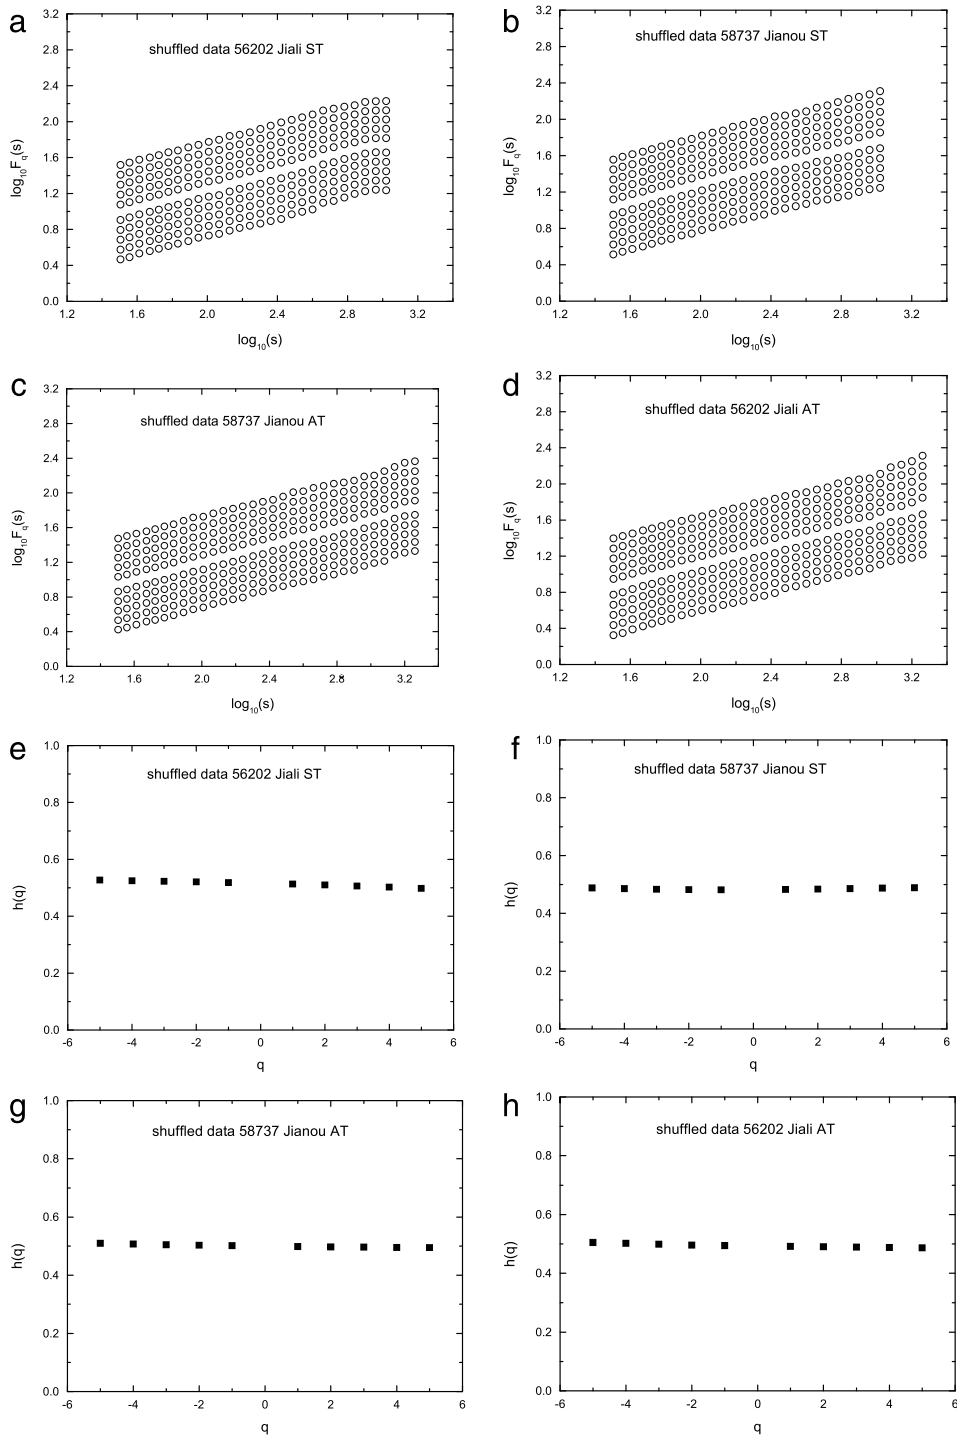 a
shuffled data 56202 Jiali ST
3.2
2.8
2.4
2.0
1.6
1.2
0.8
0.4
0.0
log10Fq(s)
1.2 1.6 2.0 2.4 2.8 3.2
log10(s)
b
shuffled data 58737 Jianou ST
3.2
2.8
2.4
2.0
1.6
1.2
0.8
0.4
0.0
log10Fq(s)
1.2 1.6 2.0 2.4 2.8 3.2
log10(s)
c
shuffled data 58737 Jianou AT
3.2
2.8
2.4
2.0
1.6
1.2
0.8
0.4
0.0
log10Fq(s)
1.2 1.6 2.0 2.4 2.8 3.2
log10(s)
d
shuffled data 56202 Jiali AT
3.2
2.8
2.4
2.0
1.6
1.2
0.8
0.4
0.0
log10Fq(s)
1.2 1.6 2.0 2.4 2.8 3.2
log10(s)
e
shuffled data 56202 Jiali ST
1.0
0.8
0.6
0.4
0.2
0.0
h(q)
-6 -4 -2 0 2 4 6
q
f
shuffled data 58737 Jianou ST
1.0
0.8
0.6
0.4
0.2
0.0
h(q)
-6 -4 -2 0 2 4 6
q
g
shuffled data 58737 Jianou AT
1.0
0.8
0.6
0.4
0.2
0.0
h(q)
-6 -4 -2 0 2 4 6
q
h
shuffled data 56202 Jiali AT
1.0
0.8
0.6
0.4
0.2
0.0
h(q)
-6 -4 -2 0 2 4 6
q